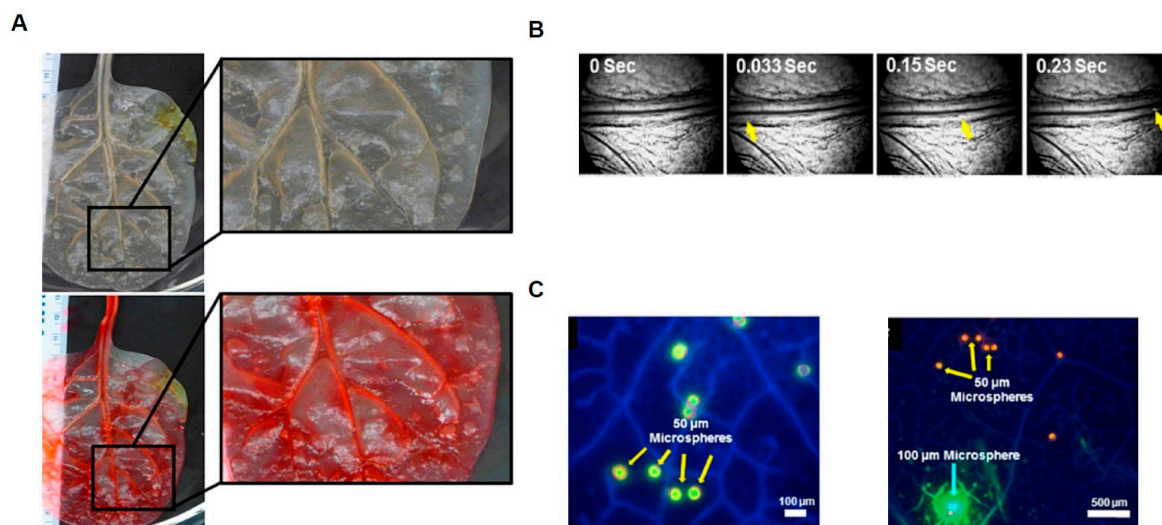 A
B
0 Sec
0.033 Sec
0.15 Sec
0.23 Sec
C
50 µm
Microspheres
100 µm
50 µm
Microspheres
100 µm Microsphere
500 µm